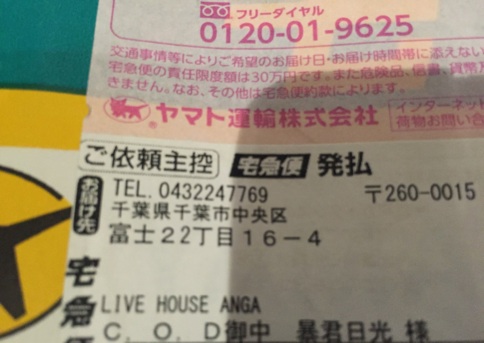 フリーダイヤル
0120-01-9625
交通事情等によりご希望のお届け日・お届け時間帯に添えない
宅急便の責任限度額は30万円です。また危険品、信書、貨幣
きません。なお、その他は宅急便約款によります。
ヤマト運輸株式会社
インターネット
荷物お問い合
ご依頼主控 宅急便 発払
お届け先
TEL. 0432247769 〒260-0015
千葉県千葉市中央区
富士22丁目16-4
宅急
LIVE HOUSE ANGA
C．O．D御中 暴君日光 様